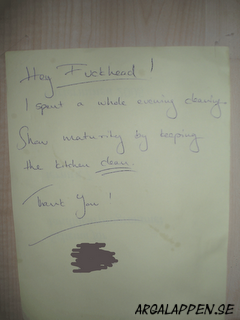 Hey Fuckhead!
I spent a whole evening cleaning.
Show maturity by keeping
the kitchen clean.
Thank You!
ARGALAPPEN.SE